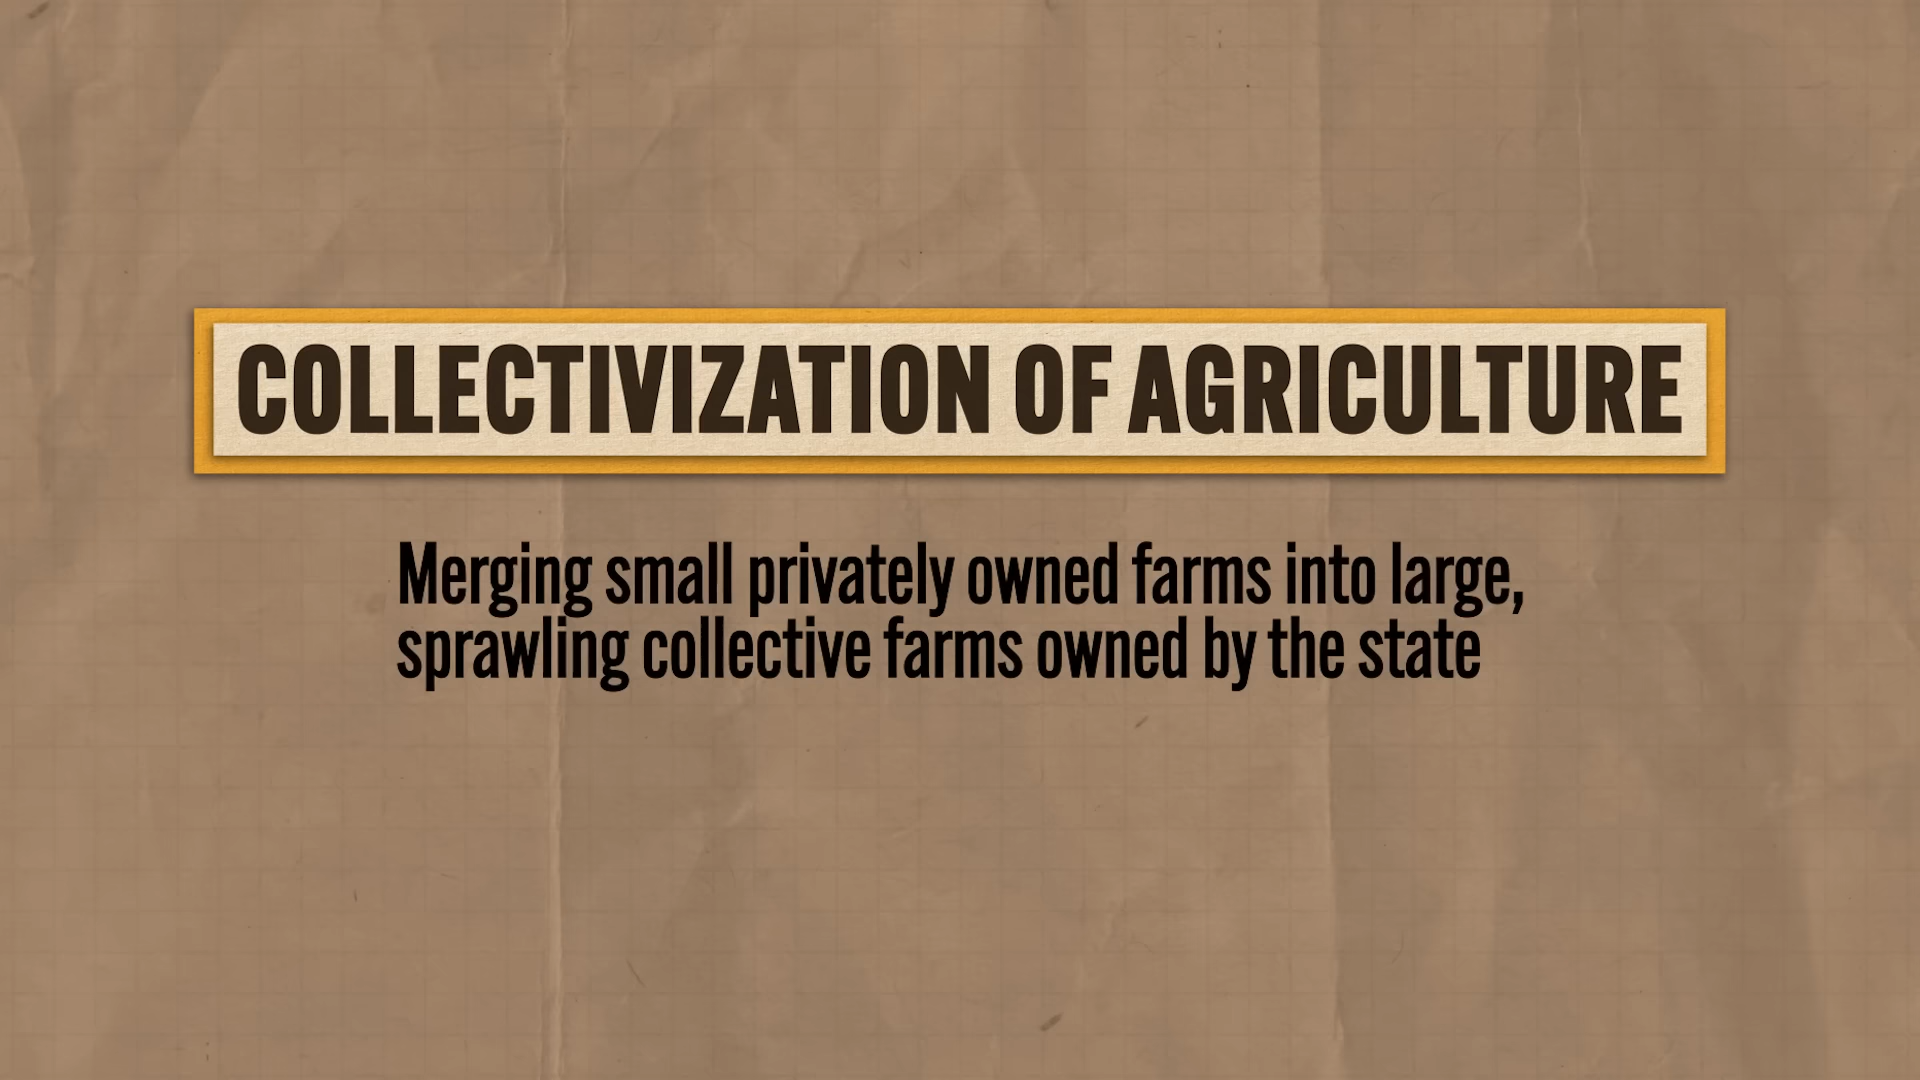 COLLECTIVIZATION OF AGRICULTURE
Merging small privately owned farms into large,
sprawling collective farms owned by the state